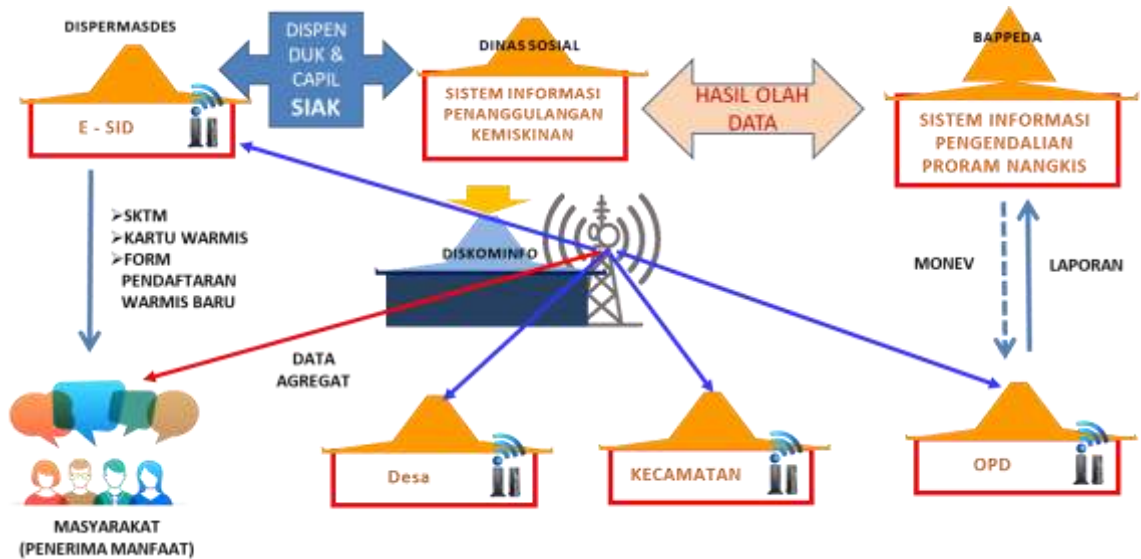 DISPERMASDES
E - SID
DISPEN
DUK &
CAPIL
SIAK
DINAS SOSIAL
SISTEM INFORMASI
PENANGGULANGAN
KEMISKINAN
HASIL OLAH
DATA
BAPPEDA
SISTEM INFORMASI
PENGENDALIAN
PRORAM NANGKIS
➢SKTM
➢KARTU WARMIS
➢FORM
PENDAFTARAN
WARMIS BARU
DISKOMINFO
MONEV
LAPORAN
DATA
AGREGAT
Desa
KECAMATAN
OPD
MASYARAKAT
(PENERIMA MANFAAT)